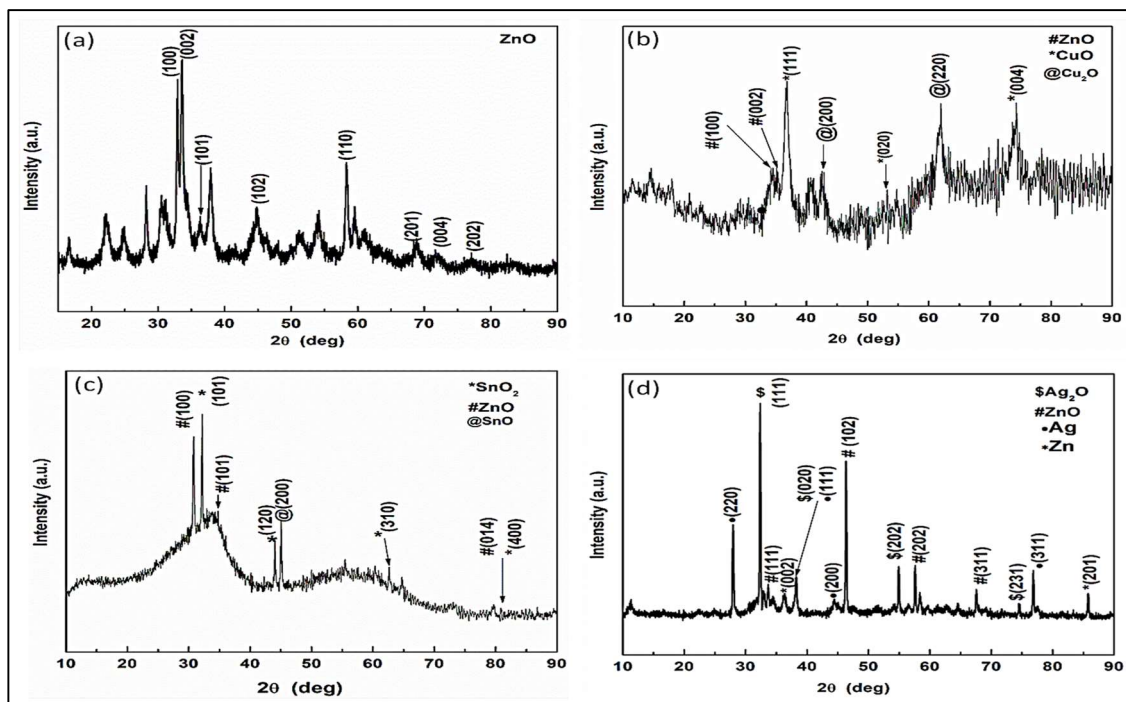 (a)
ZnO
(100)
(002)
(101)
(102)
(110)
(201)
(004)
(202)
Intensity (a.u.)
20 30 40 50 60 70 80 90
2θ (deg)
(b)
#ZnO
*CuO
@Cu₂O
#(100)
#(002)
*(111)
@(200)
*(020)
@(220)
*(004)
Intensity (a.u.)
10 20 30 40 50 60 70 80 90
2θ (deg)
(c)
*SnO₂
#ZnO
@SnO
#(100)
*(101)
#(101)
*(120)
@(200)
*(310)
#(014)
*(400)
Intensity (a.u.)
10 20 30 40 50 60 70 80 90
2θ (deg)
(d)
$Ag₂O
#ZnO
•Ag
*Zn
•(220)
$(111)
#(111)
*(002)
$(020)
•(111)
•(200)
#(102)
$(202)
#(202)
#(311)
$(231)
•(311)
*(201)
Intensity (a.u.)
10 20 30 40 50 60 70 80 90
2θ (deg)